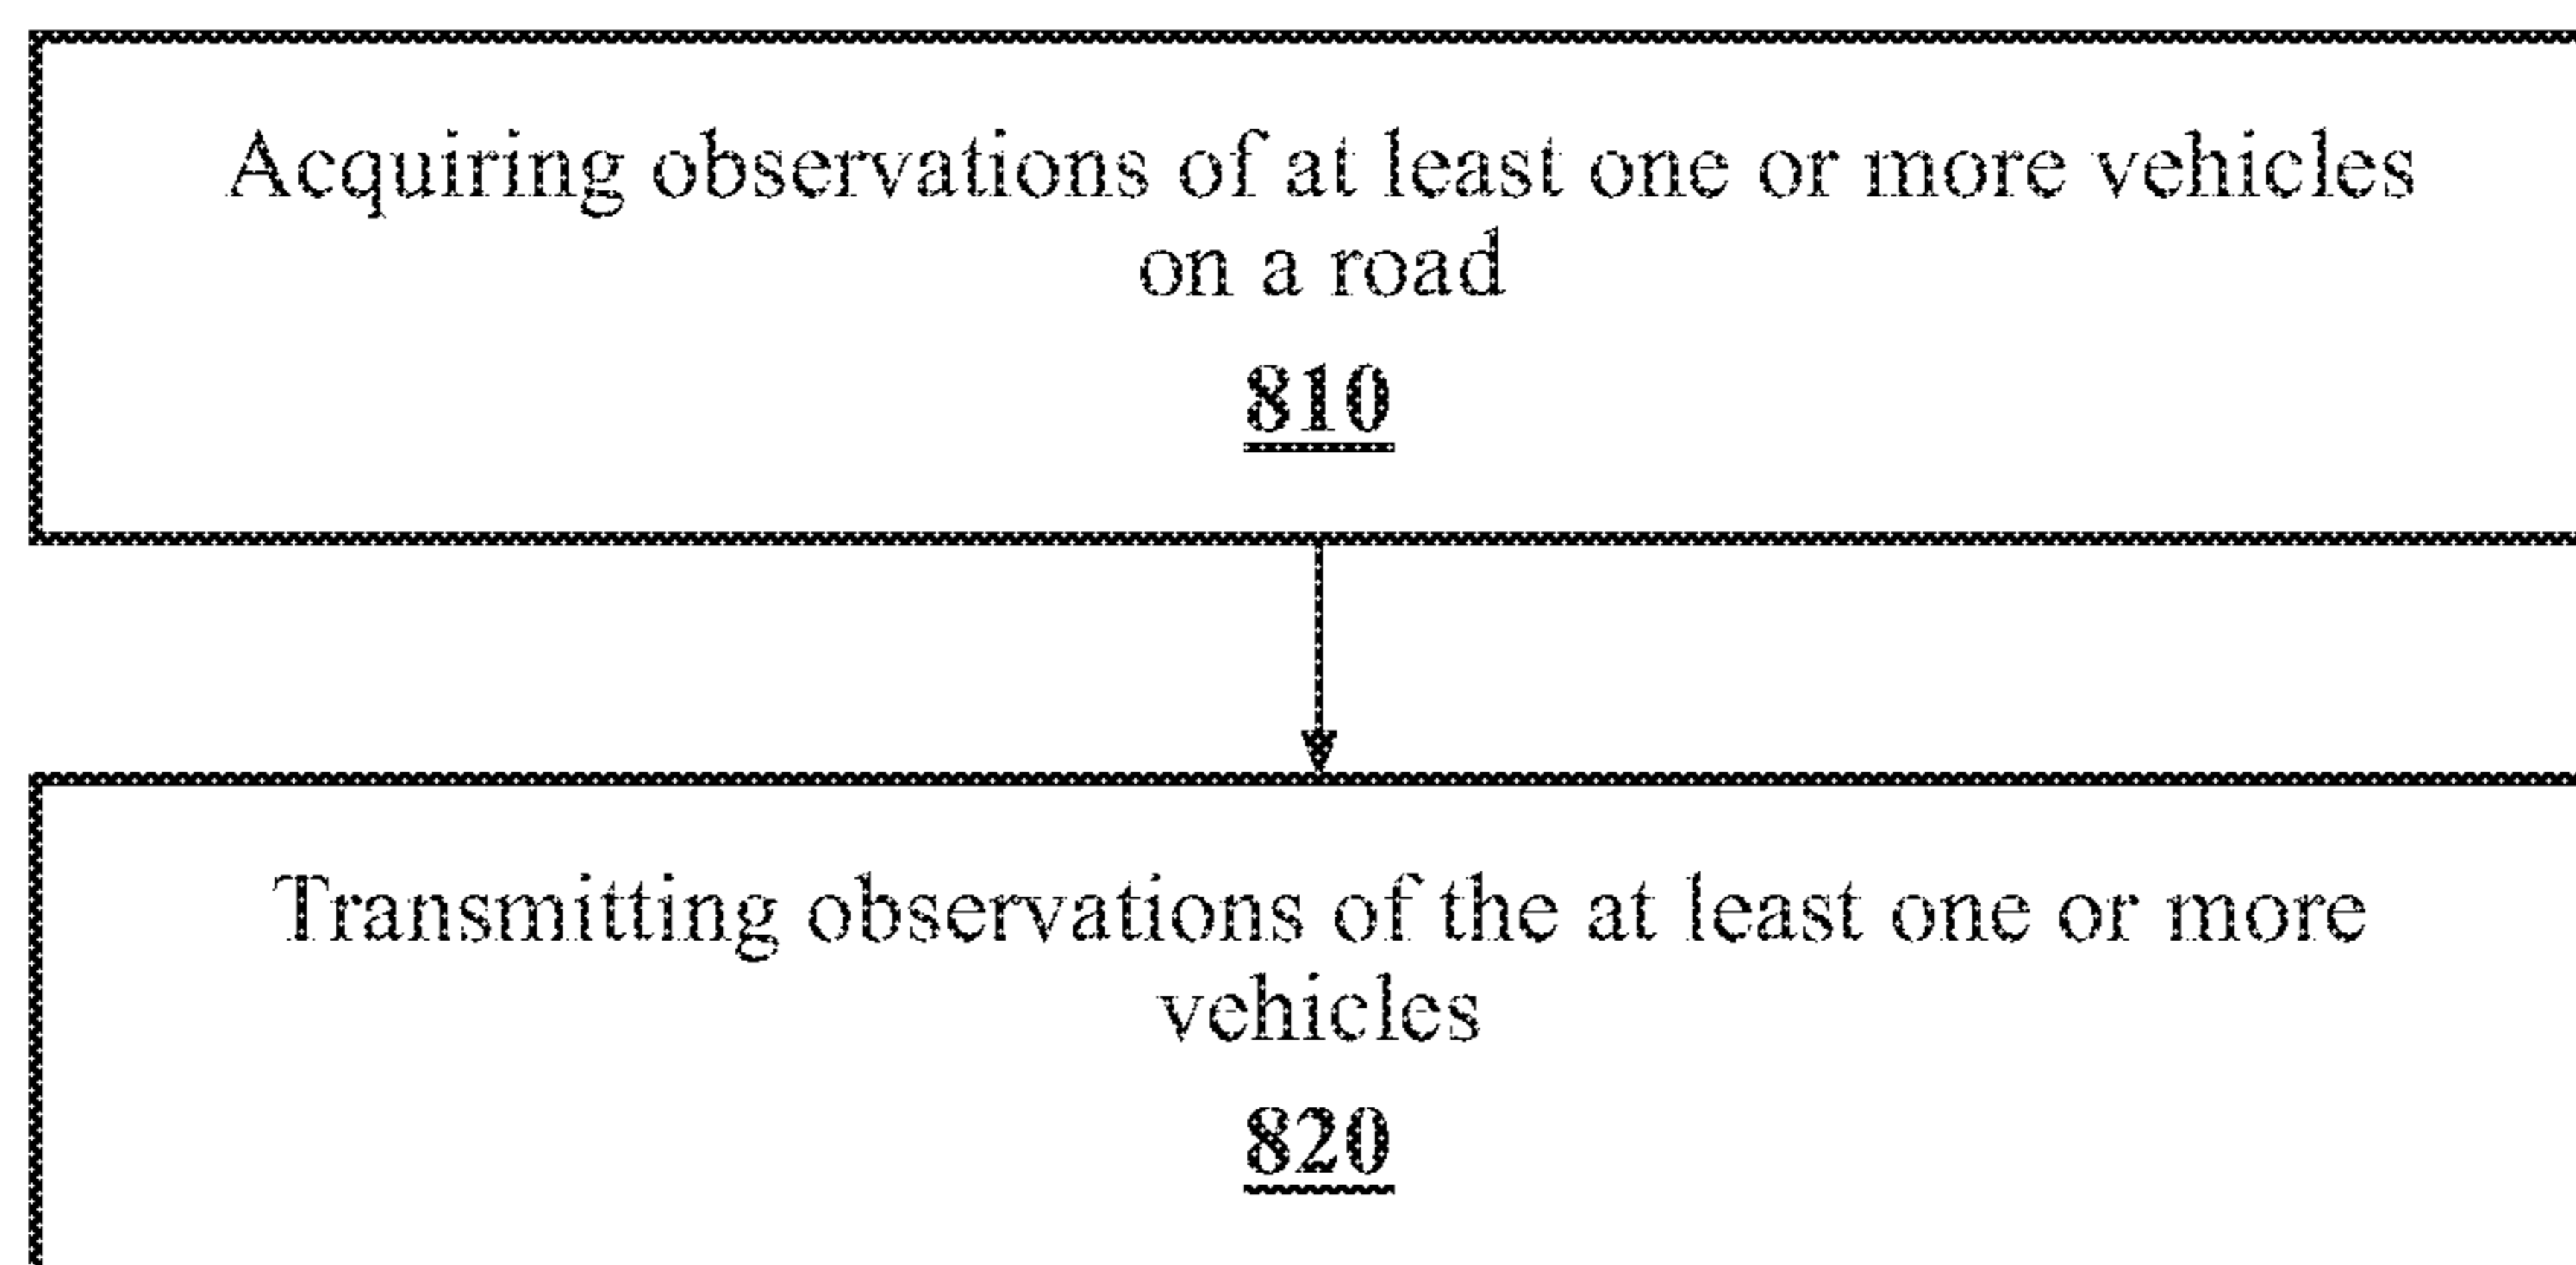 Acquiring observations of at least one or more vehicles
on a road
810
Transmitting observations of the at least one or more
vehicles
820